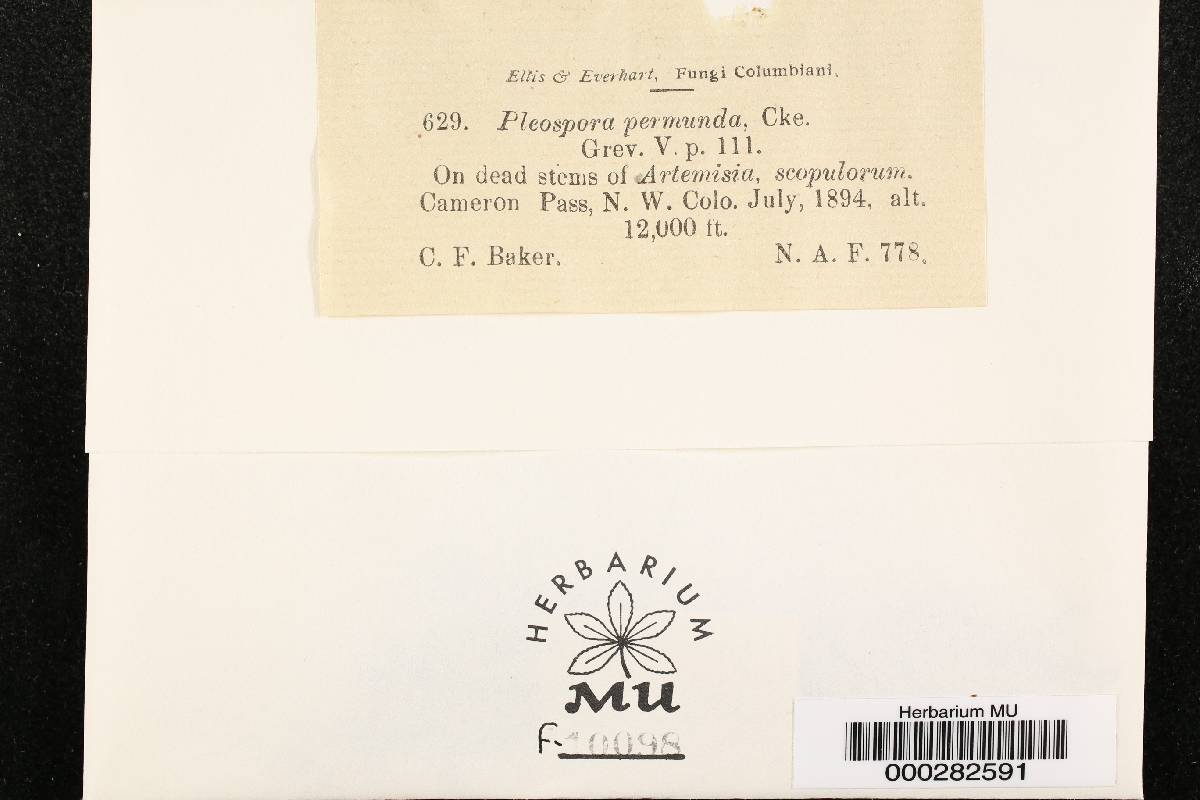 Ellis & Everhart, Fungi Columbiani.
629. Pleospora permunda, Cke.
Grev. V. p. 111.
On dead stems of Artemisia, scopulorum.
Cameron Pass, N. W. Colo. July, 1894, alt.
12,000 ft.
C. F. Baker. N. A. F. 778.
HERBARIUM
MU
F-10098
Herbarium MU
000282591